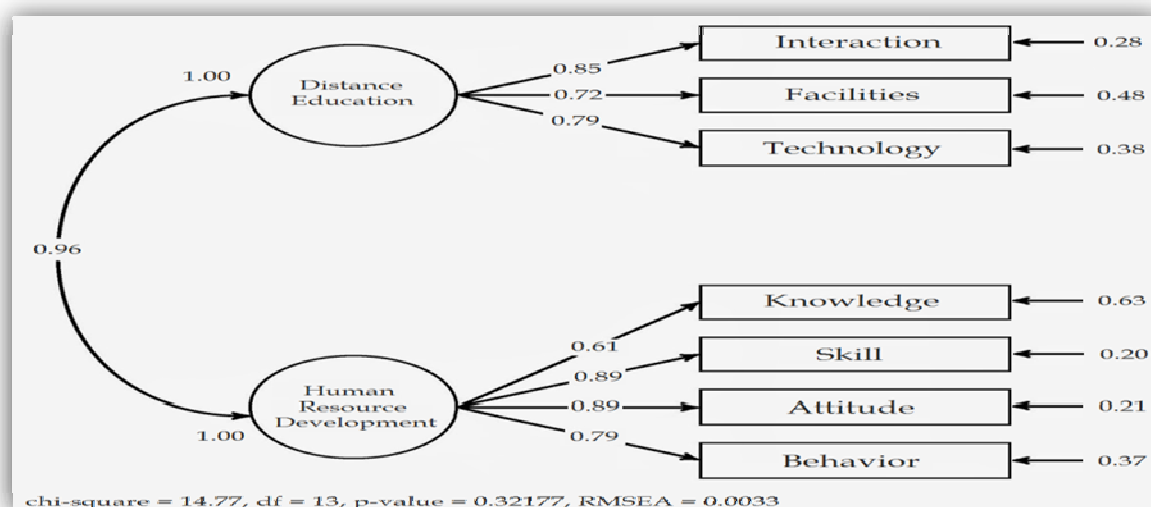 Interaction
0.28
1.00
0.85
Distance
Education
0.72
Facilities
0.48
0.79
Technology
0.38
0.96
Knowledge
0.63
0.61
Skill
0.20
0.89
Human
Resource
Development
0.89
Attitude
0.21
1.00
0.79
Behavior
0.37
chi-square = 14.77, df = 13, p-value = 0.32177, RMSEA = 0.0033